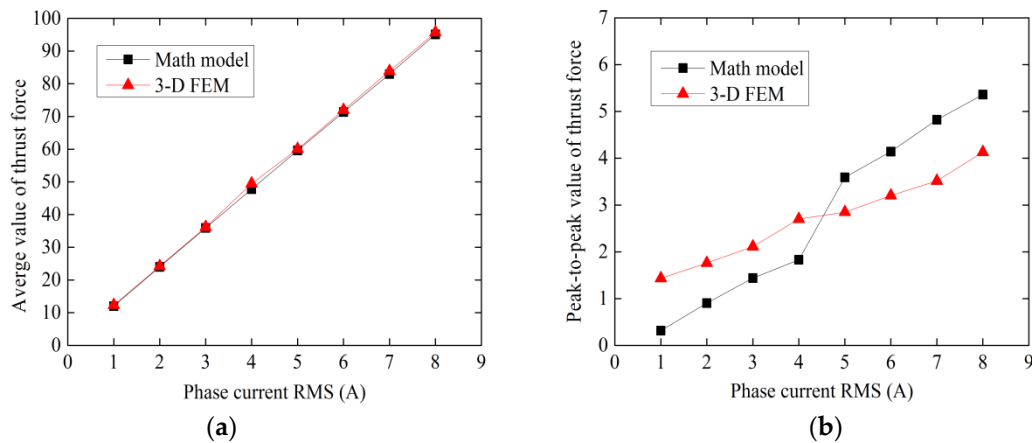 100
90
80
70
60
50
40
30
20
10
0
Averge value of thrust force
Math model
3-D FEM
0 1 2 3 4 5 6 7 8 9
Phase current RMS (A)
(a)
7
6
5
4
3
2
1
0
Peak-to-peak value of thrust force
Math model
3-D FEM
0 1 2 3 4 5 6 7 8 9
Phase current RMS (A)
(b)